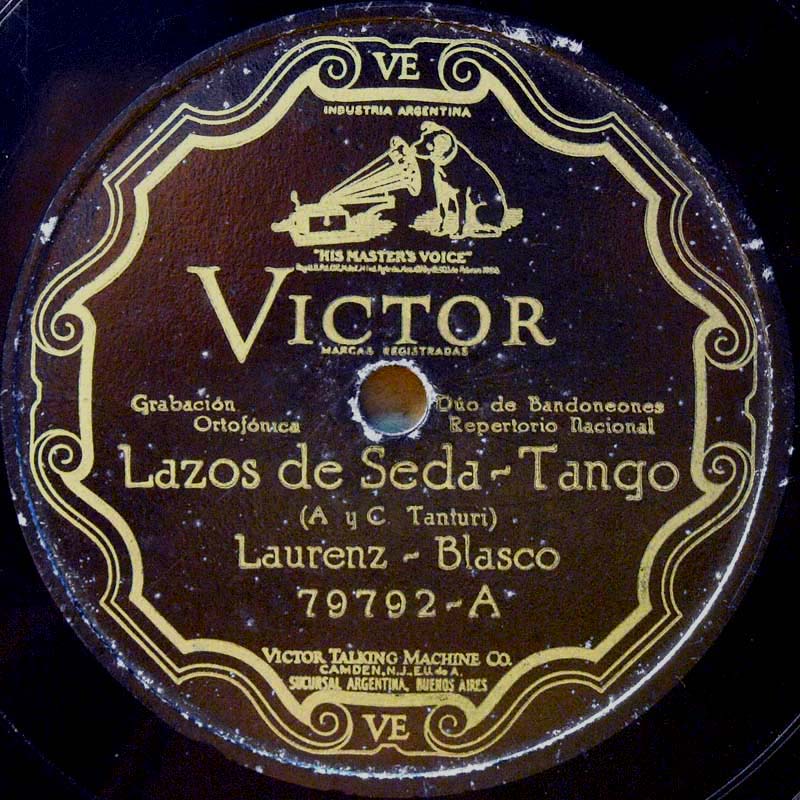 VE
INDUSTRIA ARGENTINA
"HIS MASTER'S VOICE"
VICTOR
MARCAS REGISTRADAS
Grabación
Ortofónica
Dúo de Bandoneones
Repertorio Nacional
Lazos de Seda - Tango
(A y C Tanturi)
Laurenz - Blasco
79792-A
VICTOR TALKING MACHINE CO.
CAMDEN, N.J., E.U. de A.
SUCURSAL ARGENTINA, BUENOS AIRES
VE